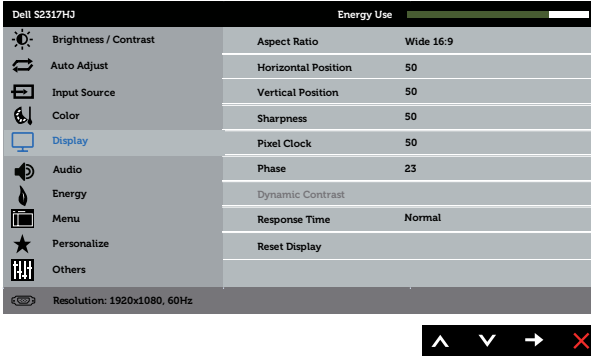 Dell S2317HJ Energy Use
Brightness / Contrast
Auto Adjust
Input Source
Color
Display
Audio
Energy
Menu
Personalize
Others
Aspect Ratio Wide 16:9
Horizontal Position 50
Vertical Position 50
Sharpness 50
Pixel Clock 50
Phase 23
Dynamic Contrast
Response Time Normal
Reset Display
Resolution: 1920x1080, 60Hz